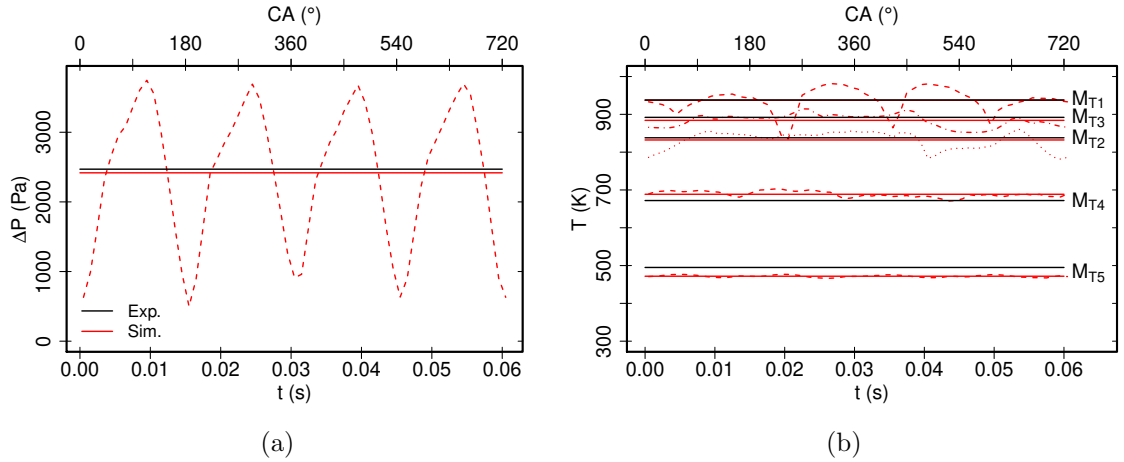 CA (°)
0 180 360 540 720
ΔP (Pa)
0 1000 2000 3000
Exp.
Sim.
0.00 0.01 0.02 0.03 0.04 0.05 0.06
t (s)
(a)
CA (°)
0 180 360 540 720
T (K)
300 500 700 900
MT1
MT3
MT2
MT4
MT5
0.00 0.01 0.02 0.03 0.04 0.05 0.06
t (s)
(b)